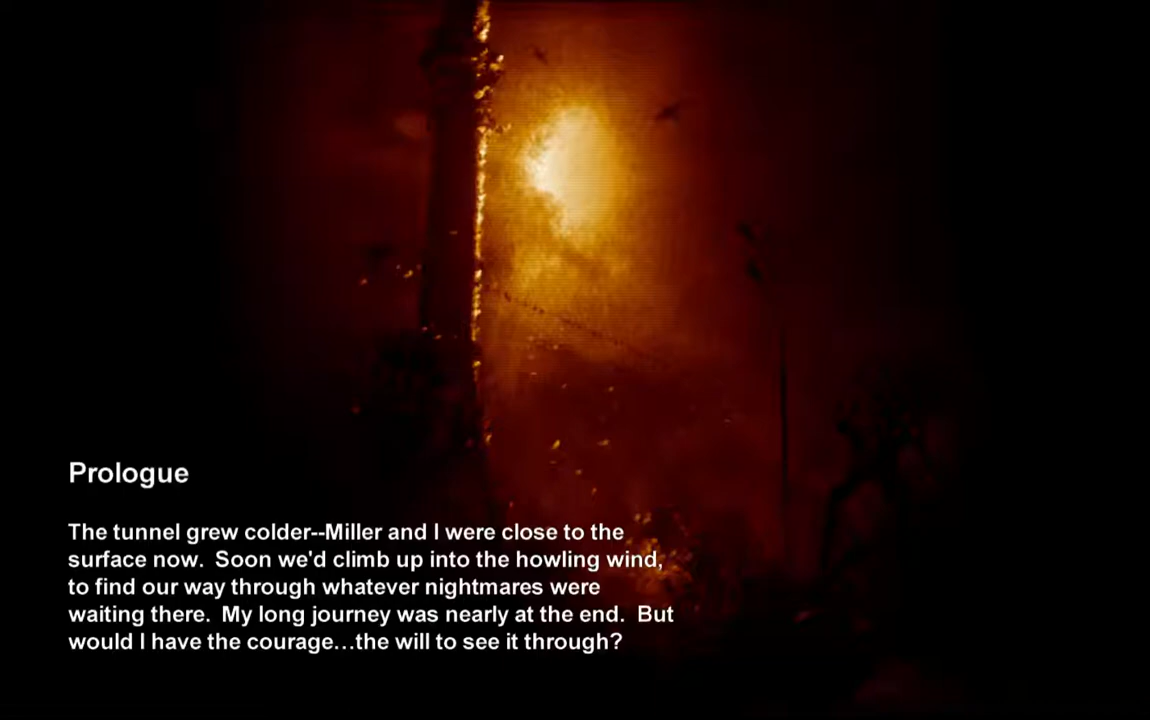 Prologue
The tunnel grew colder--Miller and I were close to the
surface now.  Soon we'd climb up into the howling wind,
to find our way through whatever nightmares were
waiting there.  My long journey was nearly at the end.  But
would I have the courage…the will to see it through?